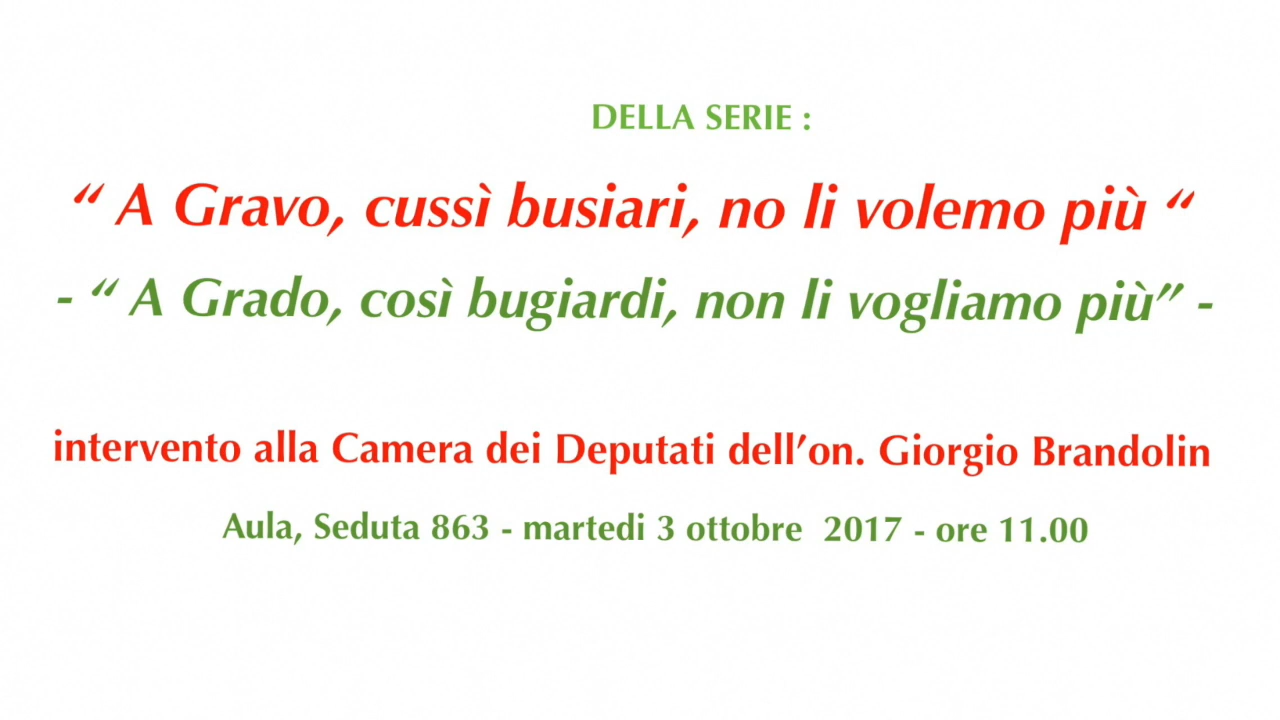 DELLA SERIE :
“ A Gravo, cussì busiari, no li volemo più “
- “ A Grado, così bugiardi, non li vogliamo più” -
intervento alla Camera dei Deputati dell’on. Giorgio Brandolin
Aula, Seduta 863 - martedi 3 ottobre  2017 - ore 11.00